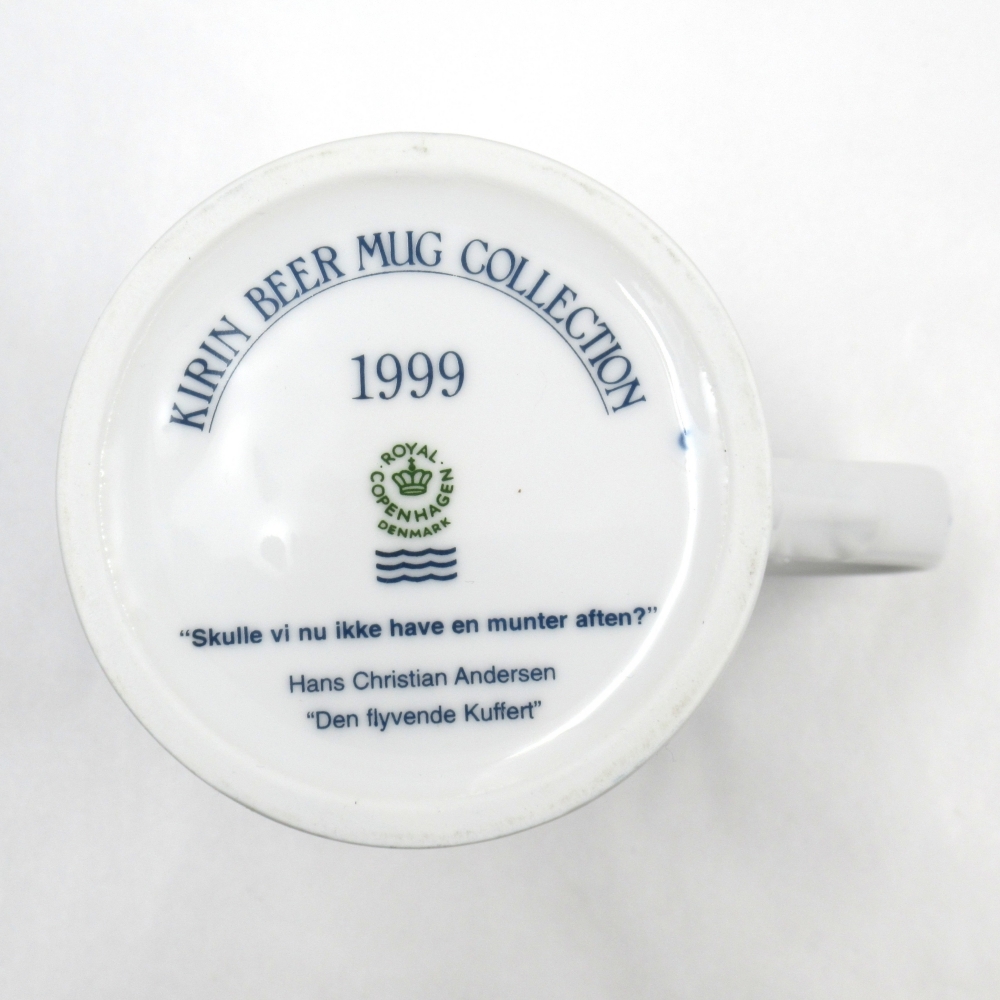 KIRIN BEER MUG COLLECTION
1999
·ROYAL·
COPENHAGEN
DENMARK
“Skulle vi nu ikke have en munter aften?”
Hans Christian Andersen
“Den flyvende Kuffert”